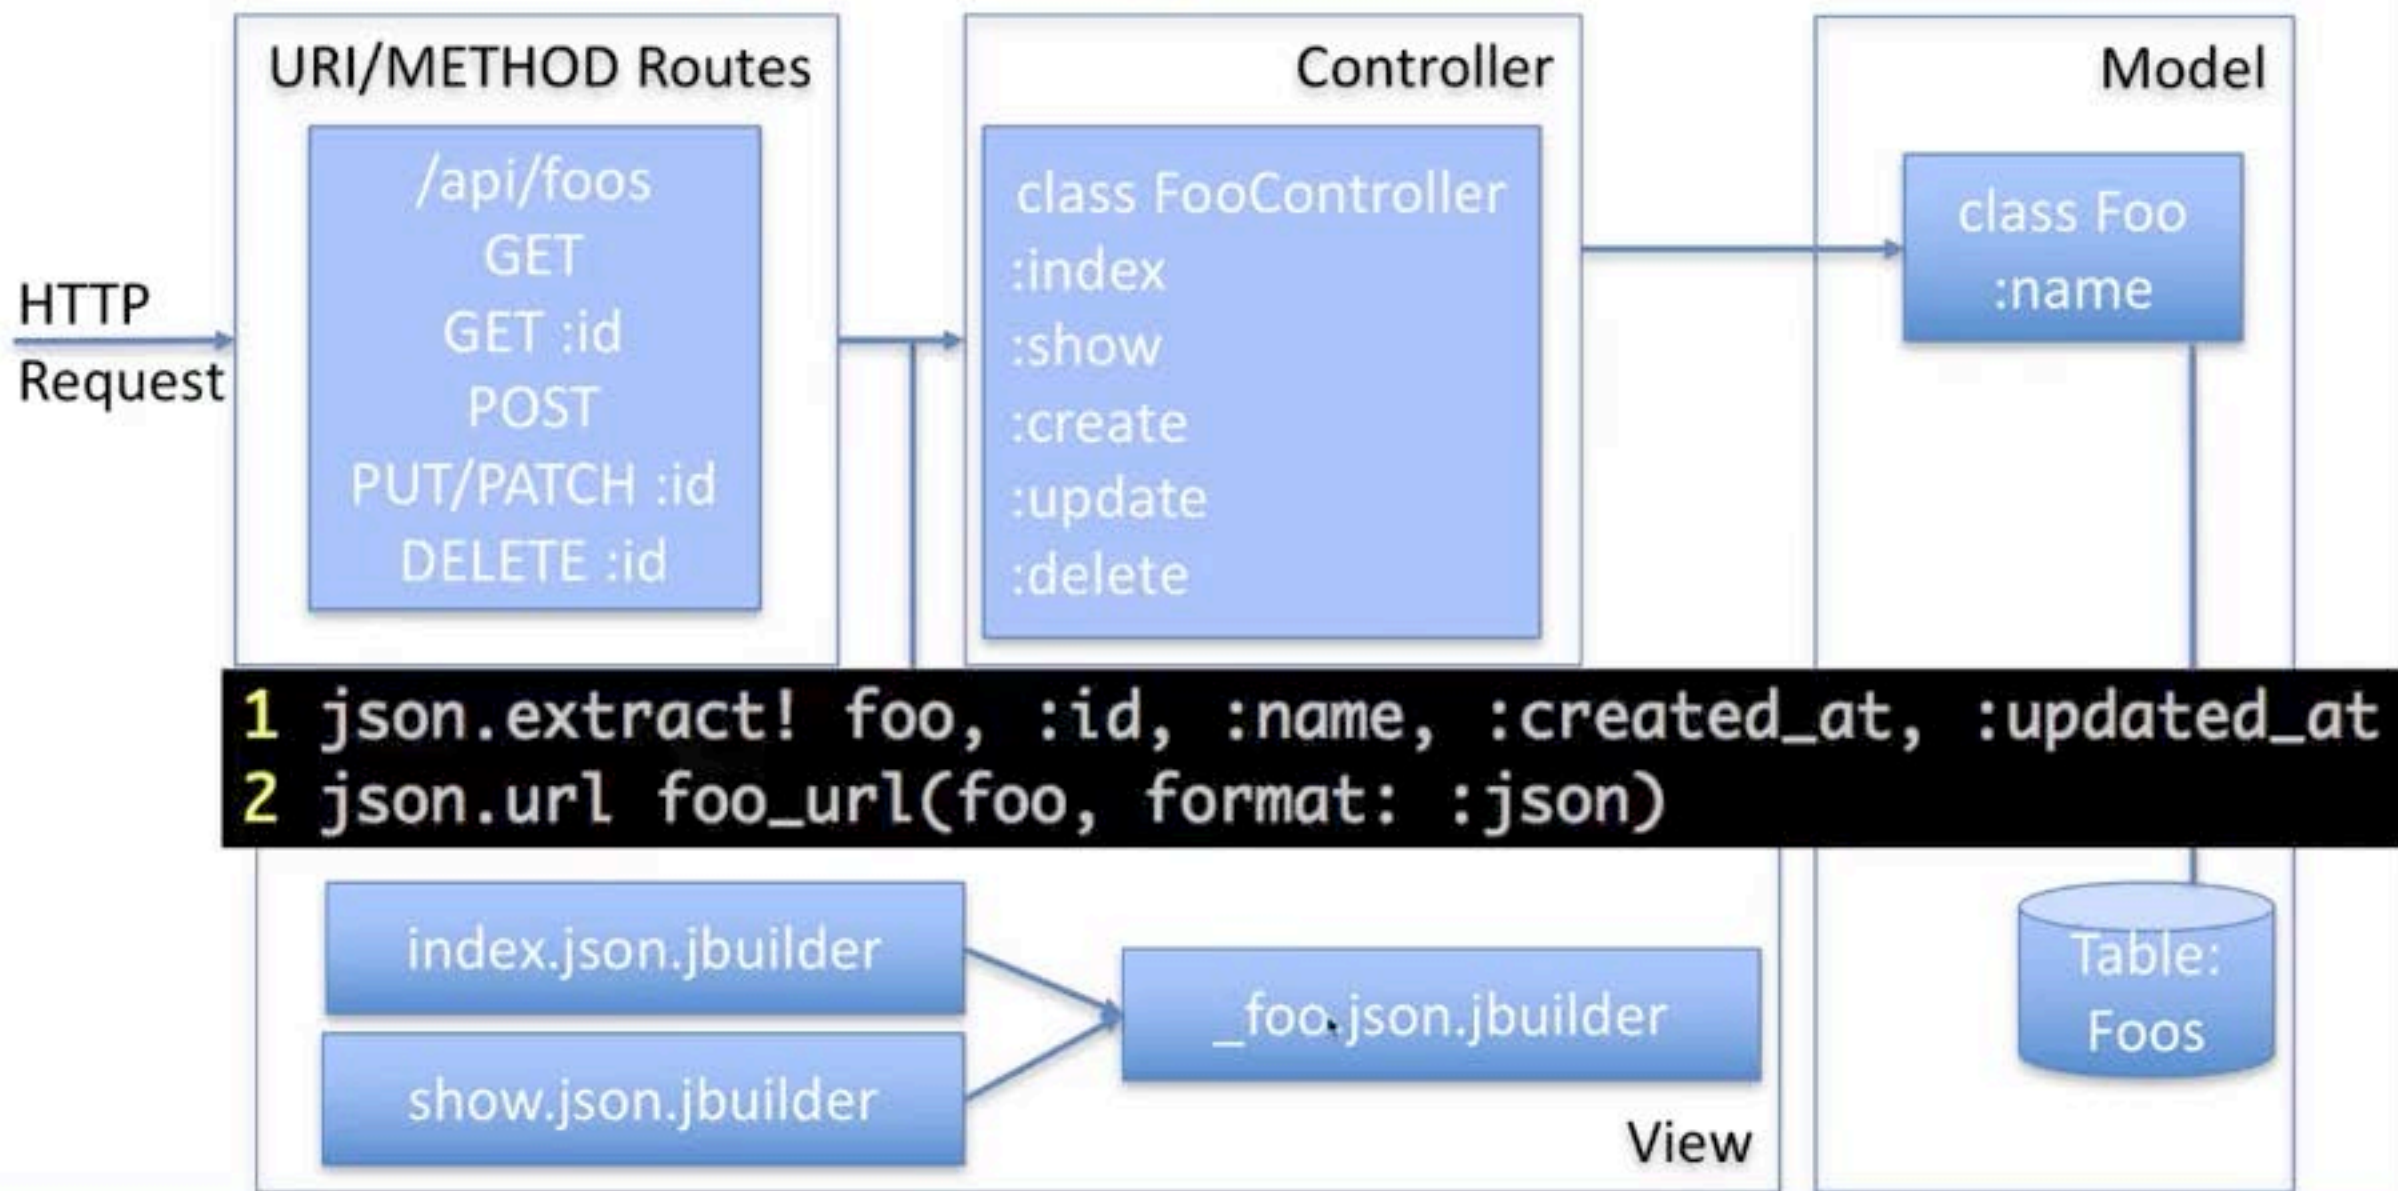 URI/METHOD Routes
/api/foos
GET
GET :id
POST
PUT/PATCH :id
DELETE :id
HTTP
Request
Controller
class FooController
:index
:show
:create
:update
:delete
Model
class Foo
:name
1 json.extract! foo, :id, :name, :created_at, :updated_at
2 json.url foo_url(foo, format: :json)
index.json.jbuilder
show.json.jbuilder
_foo.json.jbuilder
View
Table:
Foos